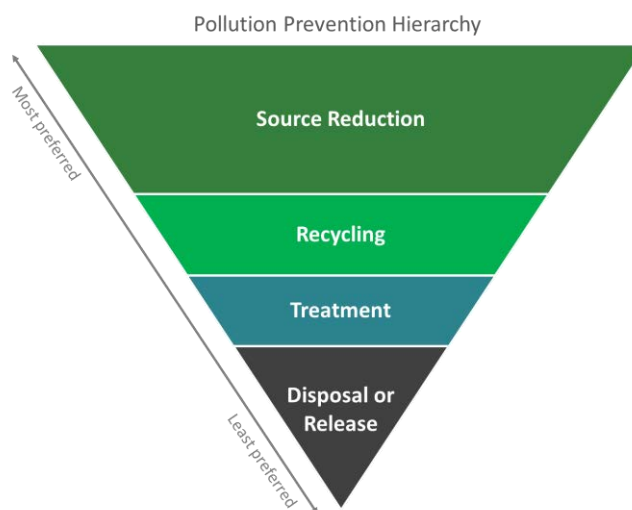 Pollution Prevention Hierarchy
Most preferred
Source Reduction
Recycling
Treatment
Disposal or
Release
Least preferred